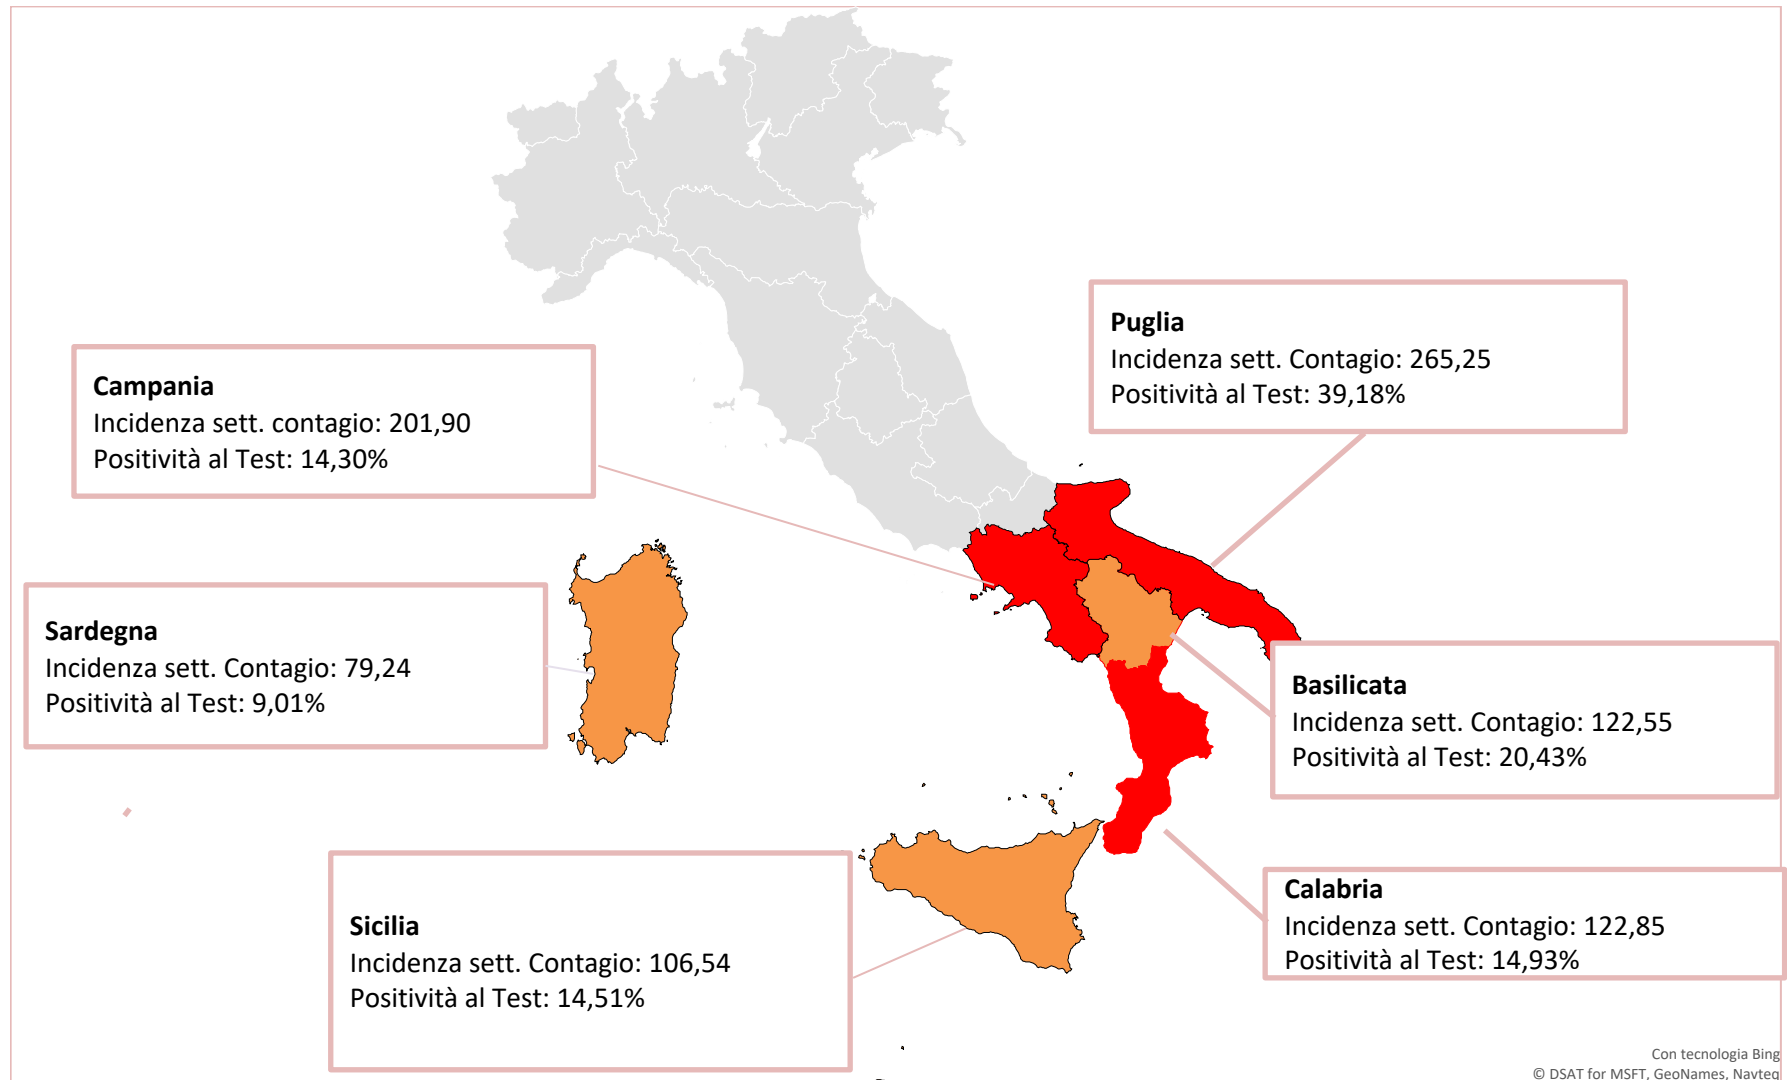 Puglia
Incidenza sett. Contagio: 265,25
Positività al Test: 39,18%
Campania
Incidenza sett. contagio: 201,90
Positività al Test: 14,30%
Sardegna
Incidenza sett. Contagio: 79,24
Positività al Test: 9,01%
Basilicata
Incidenza sett. Contagio: 122,55
Positività al Test: 20,43%
Calabria
Incidenza sett. Contagio: 122,85
Positività al Test: 14,93%
Sicilia
Incidenza sett. Contagio: 106,54
Positività al Test: 14,51%
Con tecnologia Bing
© DSAT for MSFT, GeoNames, Navteq